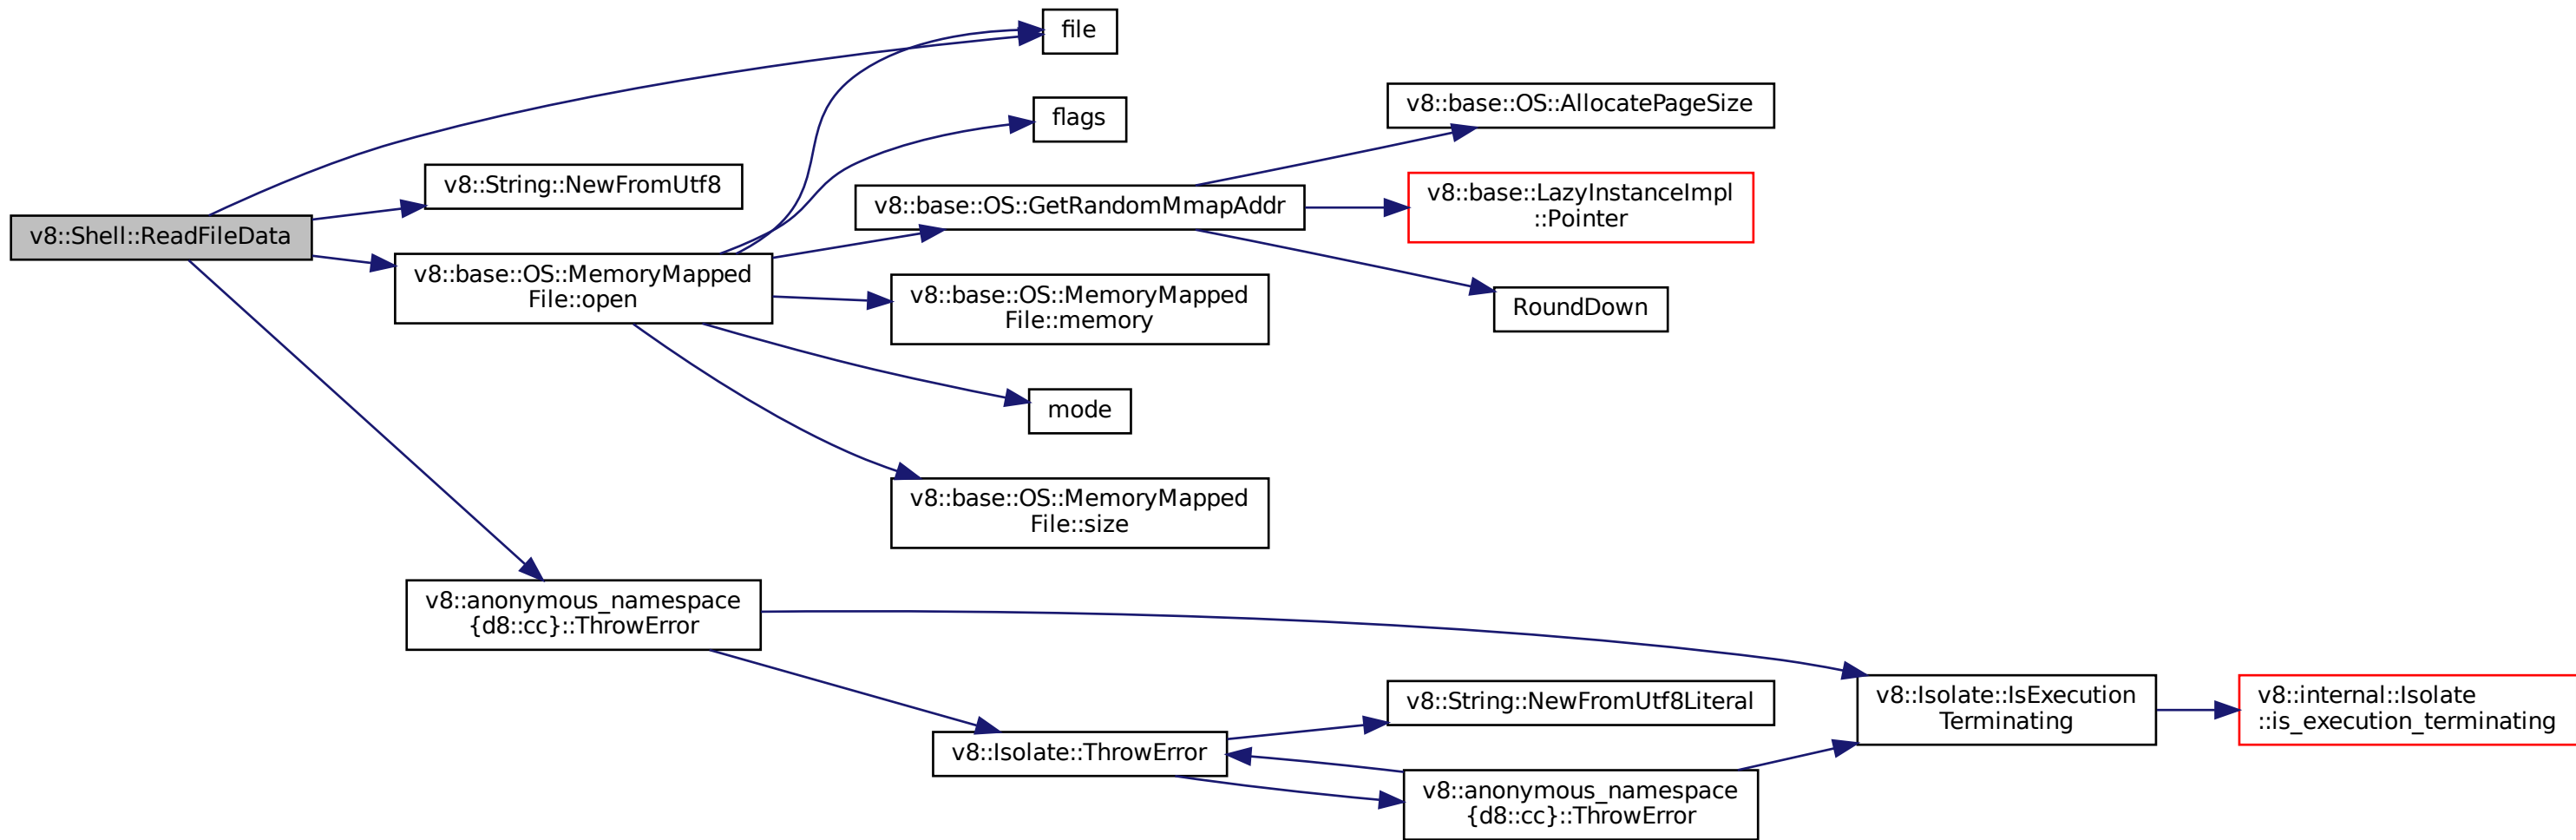 file
v8::base::OS::AllocatePageSize
flags
v8::String::NewFromUtf8
v8::base::OS::GetRandomMmapAddr
v8::base::LazyInstanceImpl
::Pointer
v8::Shell::ReadFileData
v8::base::OS::MemoryMapped
File::open
v8::base::OS::MemoryMapped
File::memory
RoundDown
mode
v8::base::OS::MemoryMapped
File::size
v8::anonymous_namespace
{d8::cc}::ThrowError
v8::String::NewFromUtf8Literal
v8::Isolate::IsExecution
Terminating
v8::internal::Isolate
::is_execution_terminating
v8::Isolate::ThrowError
v8::anonymous_namespace
{d8::cc}::ThrowError